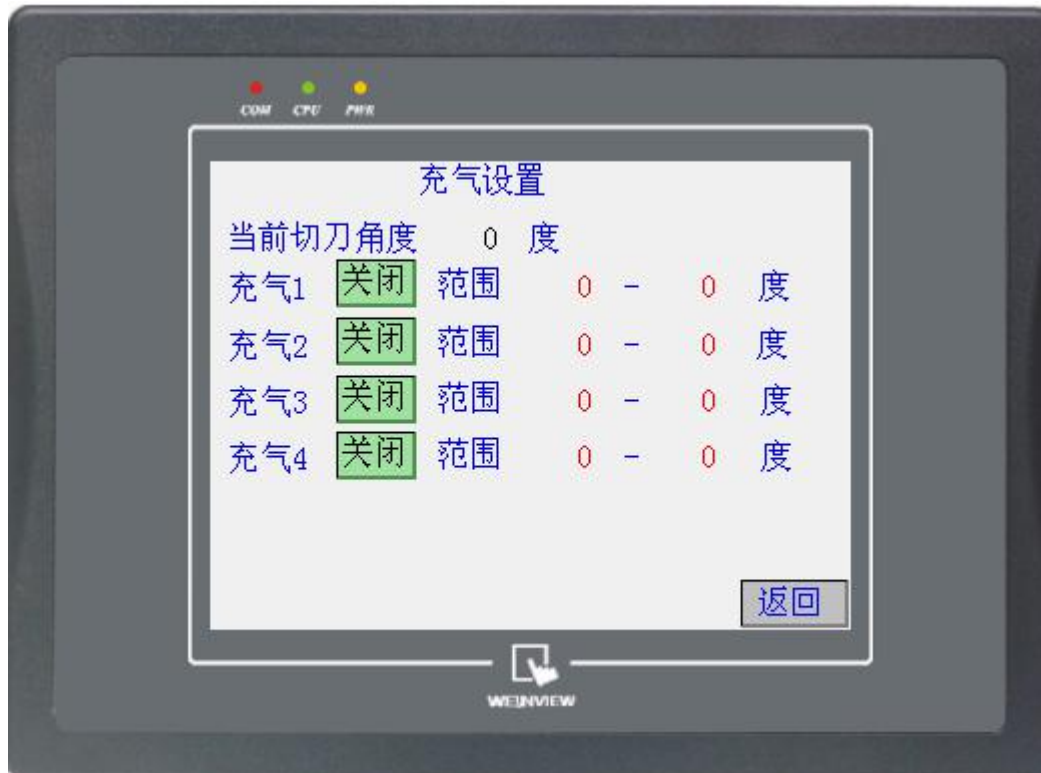 COM CPU PWR
充气设置
当前切刀角度 0 度
充气1 关闭 范围 0 - 0 度
充气2 关闭 范围 0 - 0 度
充气3 关闭 范围 0 - 0 度
充气4 关闭 范围 0 - 0 度
返回
WEINVIEW